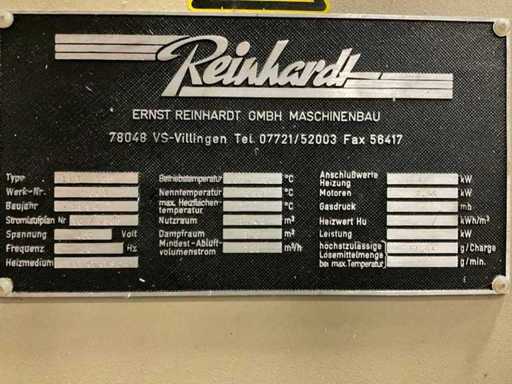 Reinhardt
ERNST REINHARDT GMBH MASCHINENBAU
78048 VS-Villingen Tel. 07721/52003 Fax 56417
Type
Werk-Nr.
Baujahr
Stromlaufplan Nr.
Spannung Volt
Frequenz Hz
Heizmedium
Betriebstemperatur °C
Nenntemperatur °C
max. Heizflächen-
temperatur °C
Nutzraum m³
Dampfraum m³
Mindest-Abluft-
volumenstrom m³/h
Anschlußwerte
Heizung kW
Motoren kW
Gasdruck mb
Heizwert Hu kWh/m³
Leistung kW
höchstzulässige
Lösemittelmenge g/Charge
bei max.Temperatur g/min.